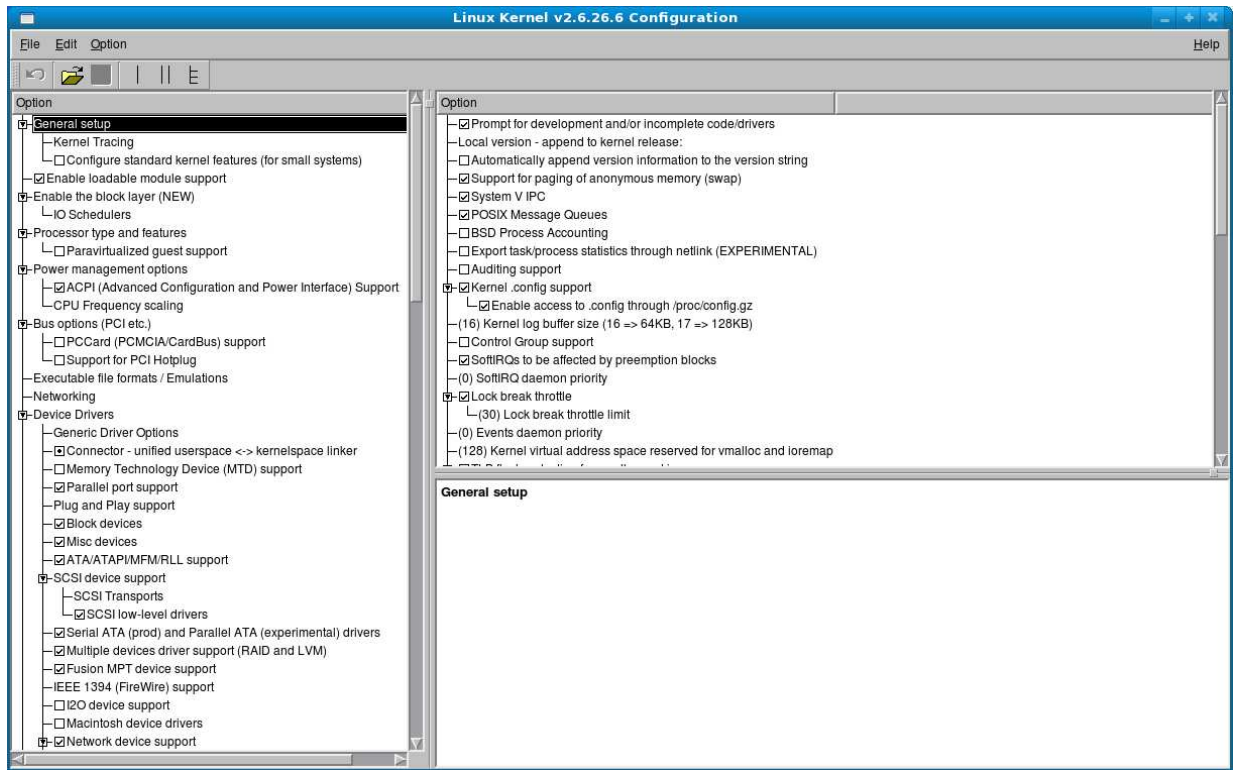 Linux Kernel v2.6.26.6 Configuration
File Edit Option Help
Option
General setup
Kernel Tracing
Configure standard kernel features (for small systems)
Enable loadable module support
Enable the block layer (NEW)
IO Schedulers
Processor type and features
Paravirtualized guest support
Power management options
ACPI (Advanced Configuration and Power Interface) Support
CPU Frequency scaling
Bus options (PCI etc.)
PCCard (PCMCIA/CardBus) support
Support for PCI Hotplug
Executable file formats / Emulations
Networking
Device Drivers
Generic Driver Options
Connector - unified userspace <-> kernelspace linker
Memory Technology Device (MTD) support
Parallel port support
Plug and Play support
Block devices
Misc devices
ATA/ATAPI/MFM/RLL support
SCSI device support
SCSI Transports
SCSI low-level drivers
Serial ATA (prod) and Parallel ATA (experimental) drivers
Multiple devices driver support (RAID and LVM)
Fusion MPT device support
IEEE 1394 (FireWire) support
I2O device support
Macintosh device drivers
Network device support
Option
Prompt for development and/or incomplete code/drivers
Local version - append to kernel release:
Automatically append version information to the version string
Support for paging of anonymous memory (swap)
System V IPC
POSIX Message Queues
BSD Process Accounting
Export task/process statistics through netlink (EXPERIMENTAL)
Auditing support
Kernel .config support
Enable access to .config through /proc/config.gz
(16) Kernel log buffer size (16 => 64KB, 17 => 128KB)
Control Group support
SoftIRQs to be affected by preemption blocks
(0) SoftIRQ daemon priority
Lock break throttle
(30) Lock break throttle limit
(0) Events daemon priority
(128) Kernel virtual address space reserved for vmalloc and ioremap
General setup